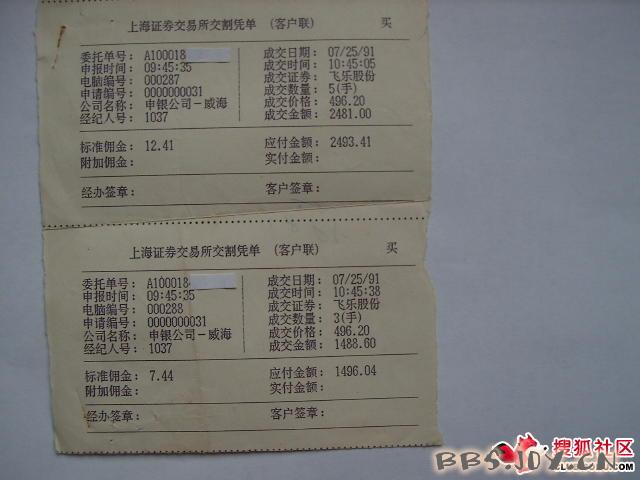 上海证券交易所交割凭单 (客户联) 买
委托单号: A100018 成交日期: 07/25/91
申报时间: 09:45:35 成交时间: 10:45:05
电脑编号: 000287 成交证券: 飞乐股份
申请编号: 0000000031 成交数量: 5(手)
公司名称: 申银公司-威海 成交价格: 496.20
经纪人号: 1037 成交金额: 2481.00
标准佣金: 12.41 应付金额: 2493.41
附加佣金: 实付金额:
经办签章: 客户签章:
上海证券交易所交割凭单 (客户联) 买
委托单号: A100018 成交日期: 07/25/91
申报时间: 09:45:35 成交时间: 10:45:38
电脑编号: 000288 成交证券: 飞乐股份
申请编号: 0000000031 成交数量: 3(手)
公司名称: 申银公司-威海 成交价格: 496.20
经纪人号: 1037 成交金额: 1488.60
标准佣金: 7.44 应付金额: 1496.04
附加佣金: 实付金额:
经办签章: 客户签章:
搜狐社区
BBS.JOY.CN